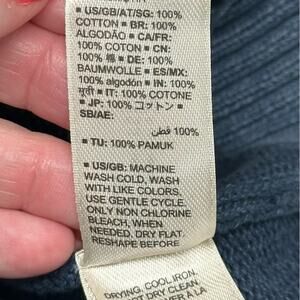 ■ US/GB/AT/SG: 100%
COTTON ■ BR: 100%
ALGODÃO ■ CA/FR:
100% COTON ■ CN:
100% 棉 ■ DE: 100%
BAUMWOLLE ■ ES/MX:
100% algodón ■ IN: 100%
सूती ■ IT: 100% COTONE
■ JP: 100% コットン ■
SB/AE:
100% قطن
■ TU: 100% PAMUK
■ US/GB: MACHINE
WASH COLD, WASH
WITH LIKE COLORS,
USE GENTLE CYCLE,
ONLY NON CHLORINE
BLEACH, WHEN
NEEDED, DRY FLAT,
RESHAPE BEFORE
DRYING, COOL IRON,
DRY CLEAN